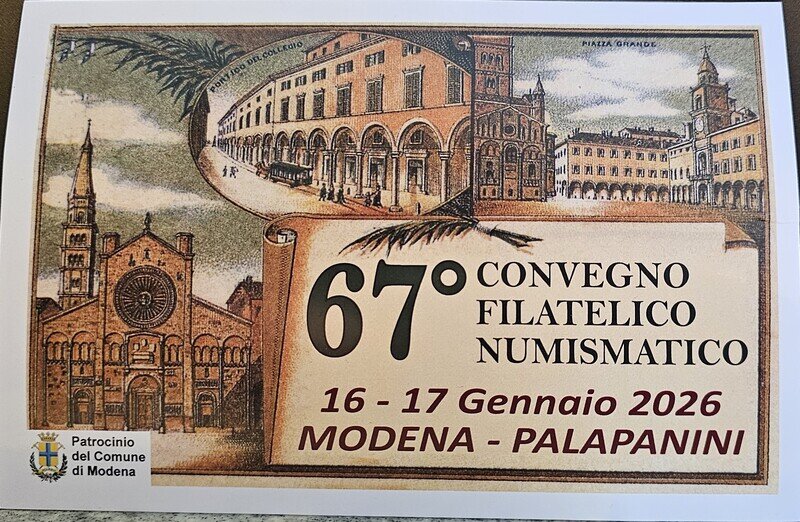 PORTICO DEL COLLEGIO
PIAZZA GRANDE
67° CONVEGNO
FILATELICO
NUMISMATICO
16 - 17 Gennaio 2026
MODENA - PALAPANINI
Patrocinio
del Comune
di Modena